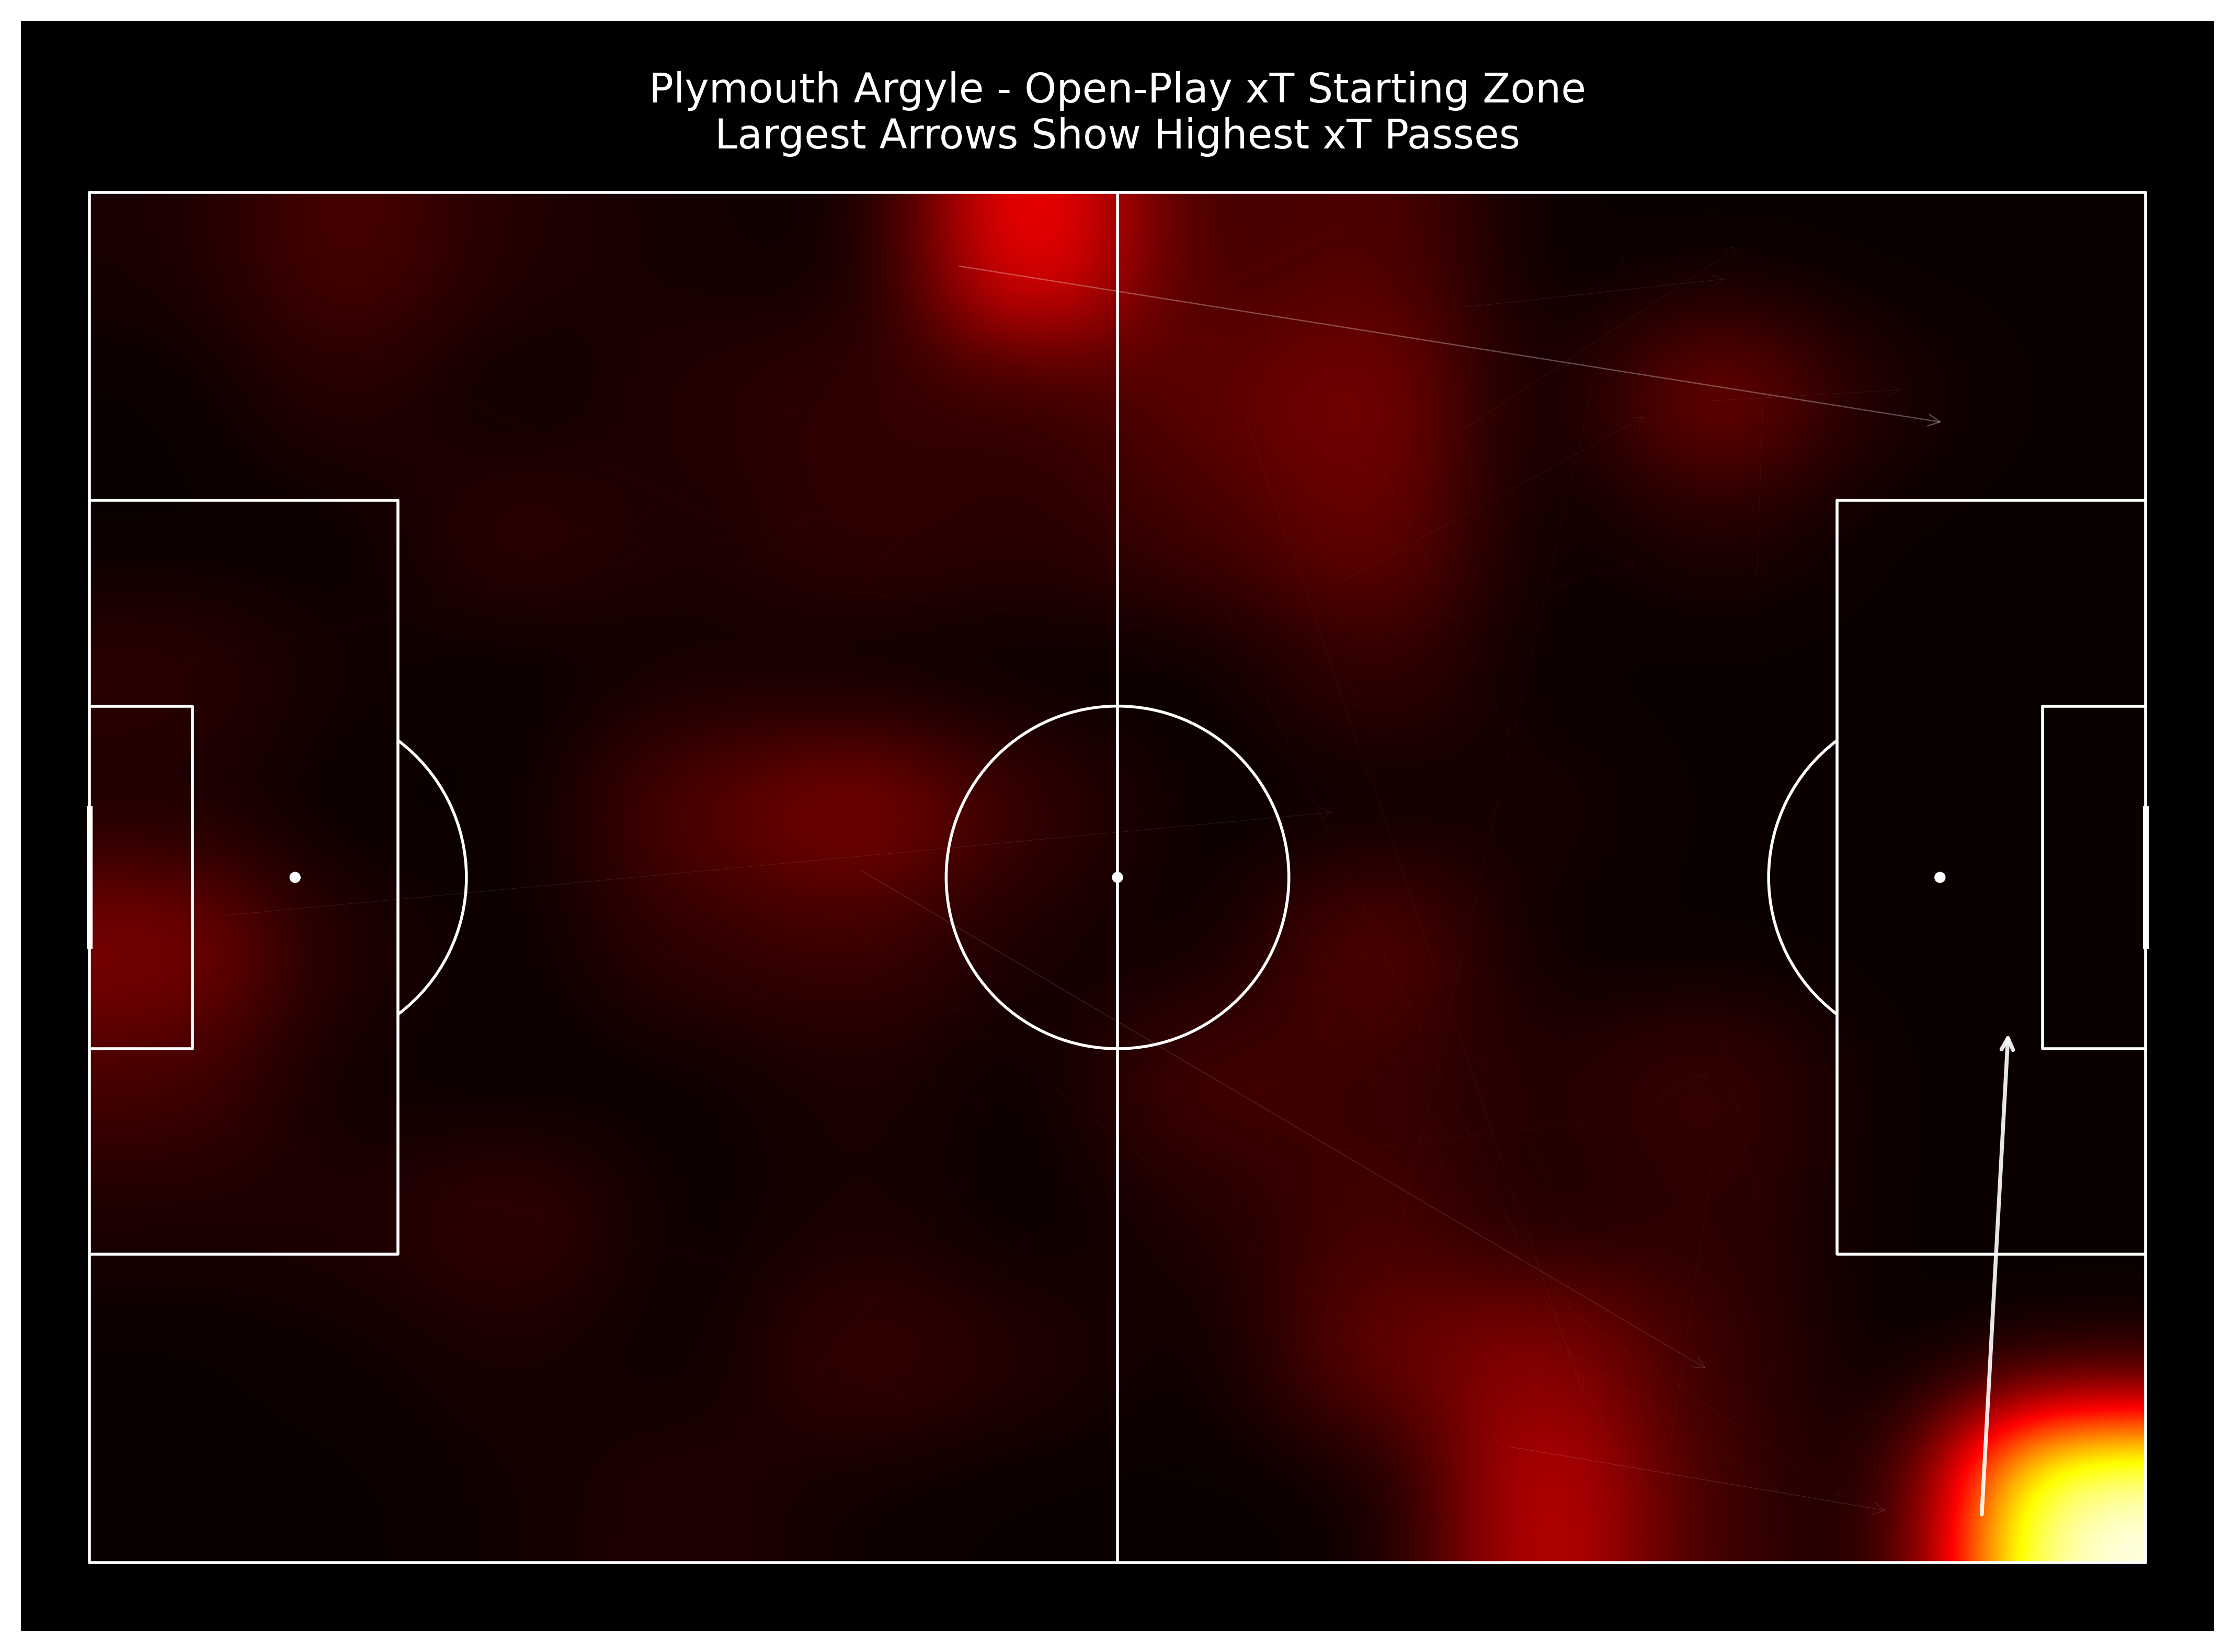 Plymouth Argyle - Open-Play xT Starting Zone
Largest Arrows Show Highest xT Passes